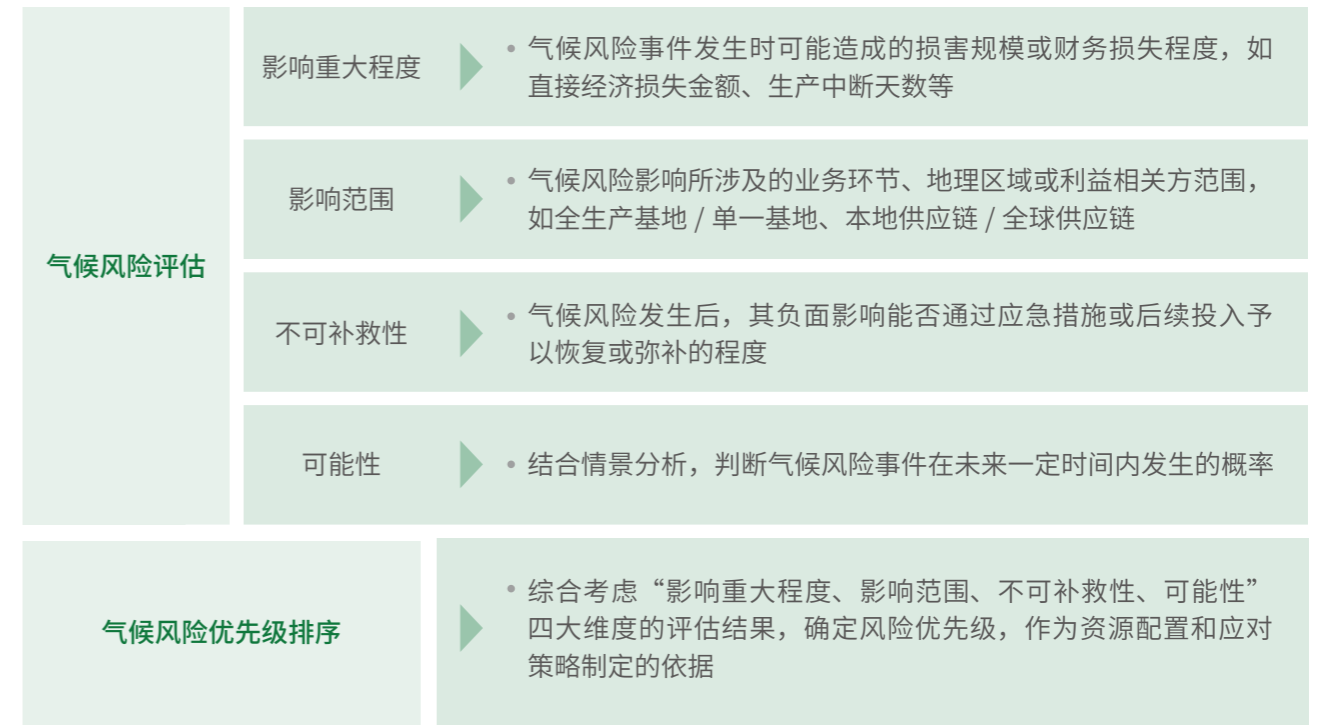 气候风险评估
影响重大程度
• 气候风险事件发生时可能造成的损害规模或财务损失程度，如
直接经济损失金额、生产中断天数等
影响范围
• 气候风险影响所涉及的业务环节、地理区域或利益相关方范围，
如全生产基地 / 单一基地、本地供应链 / 全球供应链
不可补救性
• 气候风险发生后，其负面影响能否通过应急措施或后续投入予
以恢复或弥补的程度
可能性
• 结合情景分析，判断气候风险事件在未来一定时间内发生的概率
气候风险优先级排序
• 综合考虑“影响重大程度、影响范围、不可补救性、可能性”
四大维度的评估结果，确定风险优先级，作为资源配置和应对
策略制定的依据